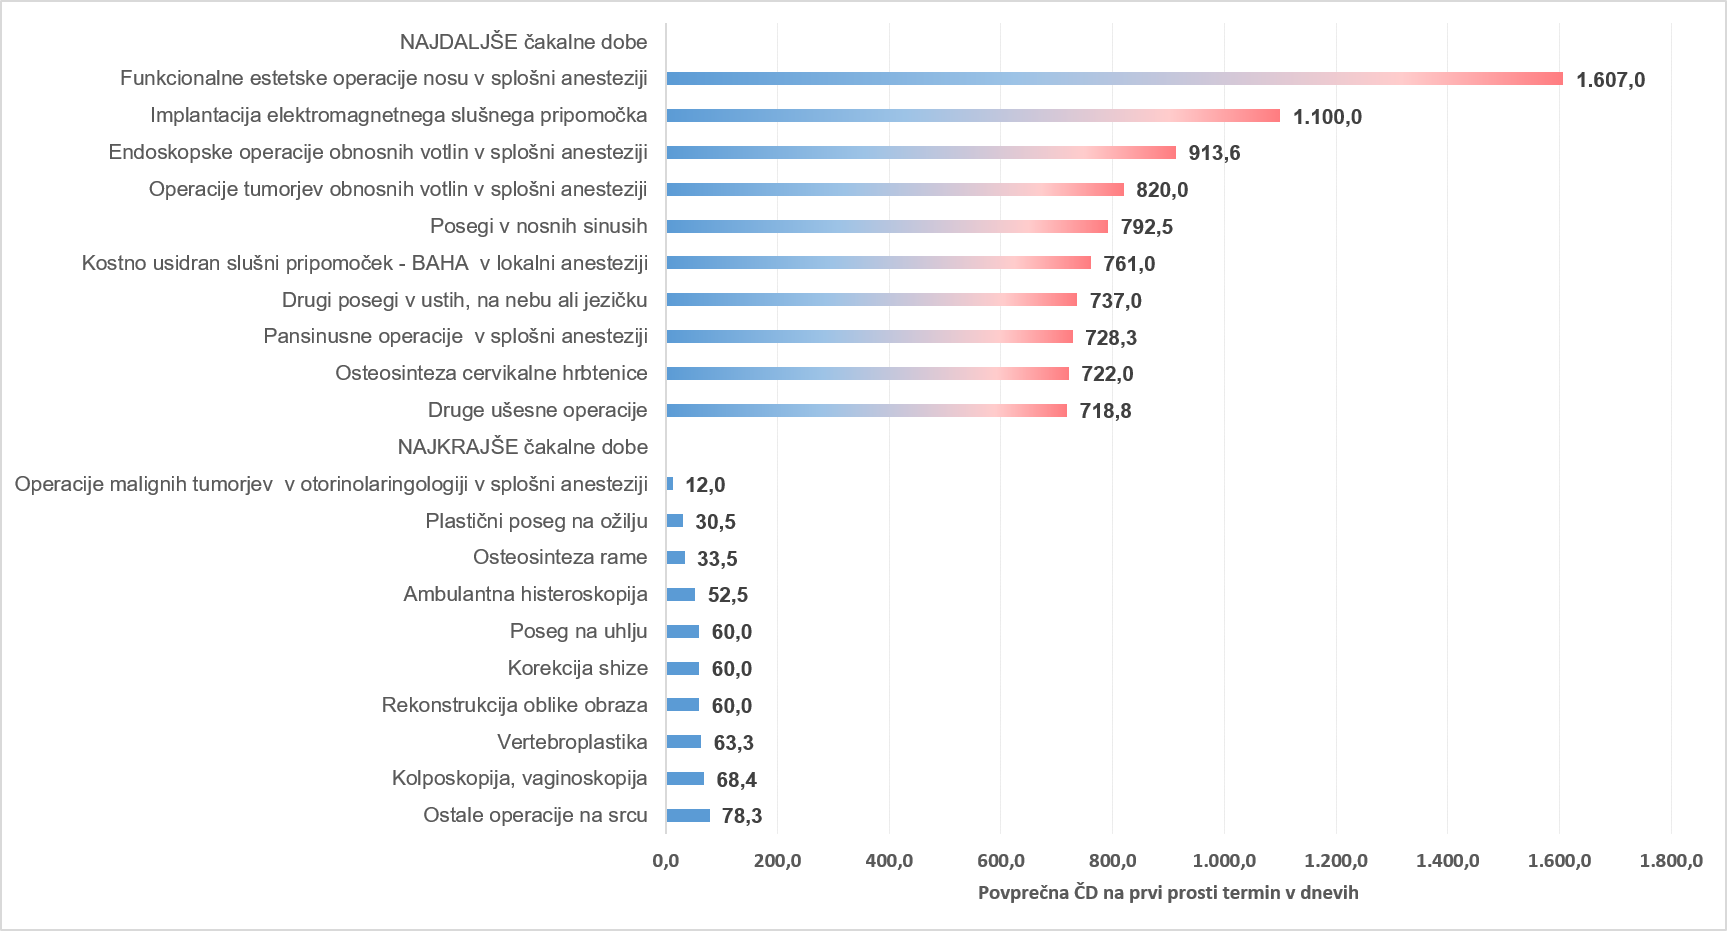 NAJDALJŠE čakalne dobe
Funkcionalne estetske operacije nosu v splošni anesteziji 1.607,0
Implantacija elektromagnetnega slušnega pripomočka 1.100,0
Endoskopske operacije obnosnih votlin v splošni anesteziji 913,6
Operacije tumorjev obnosnih votlin v splošni anesteziji 820,0
Posegi v nosnih sinusih 792,5
Kostno usidran slušni pripomoček - BAHA  v lokalni anesteziji 761,0
Drugi posegi v ustih, na nebu ali jezičku 737,0
Pansinusne operacije  v splošni anesteziji 728,3
Osteosinteza cervikalne hrbtenice 722,0
Druge ušesne operacije 718,8
NAJKRAJŠE čakalne dobe
Operacije malignih tumorjev  v otorinolaringologiji v splošni anesteziji 12,0
Plastični poseg na ožilju 30,5
Osteosinteza rame 33,5
Ambulantna histeroskopija 52,5
Poseg na uhlju 60,0
Korekcija shize 60,0
Rekonstrukcija oblike obraza 60,0
Vertebroplastika 63,3
Kolposkopija, vaginoskopija 68,4
Ostale operacije na srcu 78,3
0,0 200,0 400,0 600,0 800,0 1.000,0 1.200,0 1.400,0 1.600,0 1.800,0
Povprečna ČD na prvi prosti termin v dnevih